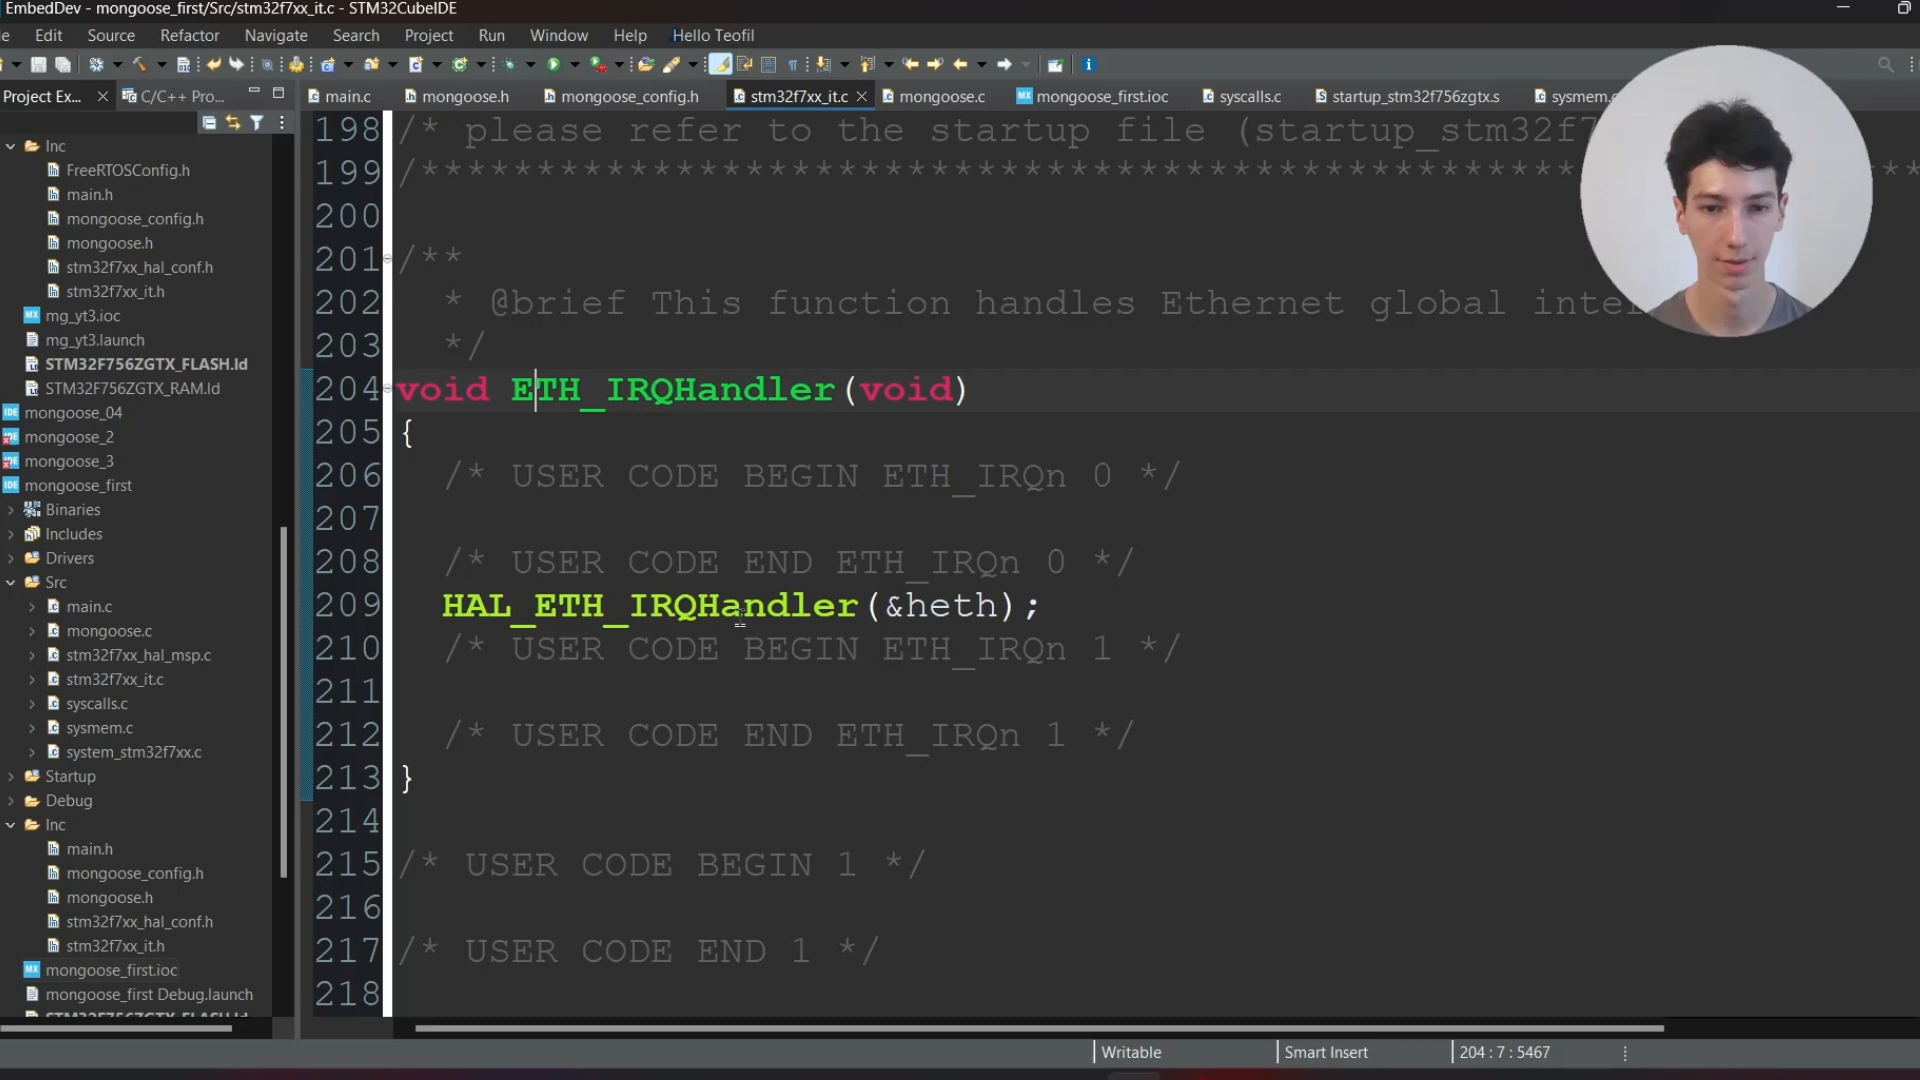 EmbedDev - mongoose_first/Src/stm32f7xx_it.c - STM32CubeIDE
Edit Source Refactor Navigate Search Project Run Window Help Hello Teofil
Project Ex... C/C++ Pro...
main.c mongoose.h mongoose_config.h stm32f7xx_it.c mongoose.c mongoose_first.ioc syscalls.c startup_stm32f756zgtx.s
Inc
FreeRTOSConfig.h
main.h
mongoose_config.h
mongoose.h
stm32f7xx_hal_conf.h
stm32f7xx_it.h
mg_yt3.ioc
mg_yt3.launch
STM32F756ZGTX_FLASH.ld
STM32F756ZGTX_RAM.ld
mongoose_04
mongoose_2
mongoose_3
mongoose_first
Binaries
Includes
Drivers
Src
main.c
mongoose.c
stm32f7xx_hal_msp.c
stm32f7xx_it.c
syscalls.c
sysmem.c
system_stm32f7xx.c
Startup
Debug
Inc
main.h
mongoose_config.h
mongoose.h
stm32f7xx_hal_conf.h
stm32f7xx_it.h
mongoose_first.ioc
mongoose_first Debug.launch
198 /* please refer to the startup file (startup_stm32f7
199 /***************************************************
200
201 /**
202 * @brief This function handles Ethernet global
203 */
204 void ETH_IRQHandler(void)
205 {
206 /* USER CODE BEGIN ETH_IRQn 0 */
207
208 /* USER CODE END ETH_IRQn 0 */
209 HAL_ETH_IRQHandler(&heth);
210 /* USER CODE BEGIN ETH_IRQn 1 */
211
212 /* USER CODE END ETH_IRQn 1 */
213 }
214
215 /* USER CODE BEGIN 1 */
216
217 /* USER CODE END 1 */
218
Writable Smart Insert 204 : 7 : 5467